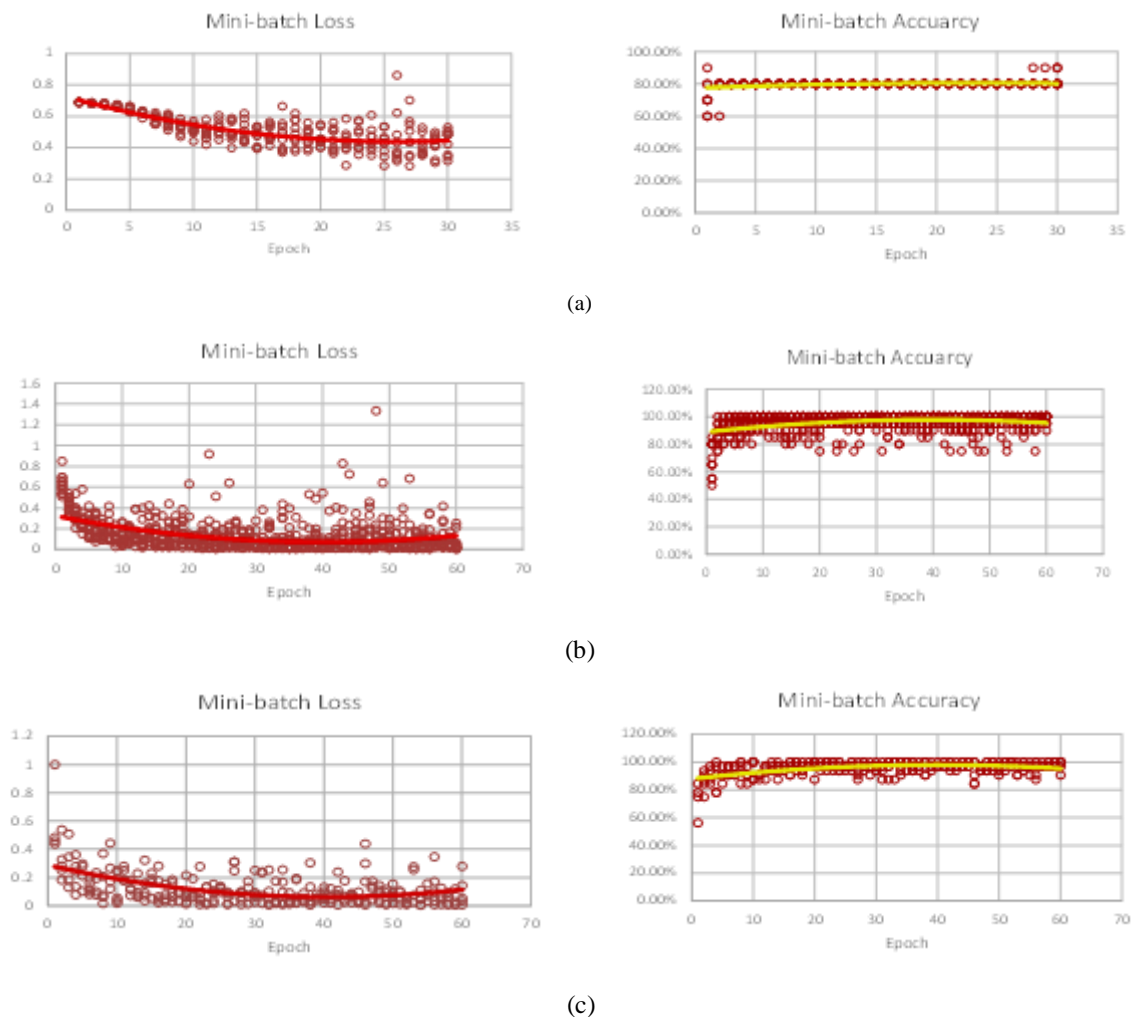 Mini-batch Loss
1
0.8
0.6
0.4
0.2
0
0 5 10 15 20 25 30 35
Epoch
Mini-batch Accuarcy
100.00%
80.00%
60.00%
40.00%
20.00%
0.00%
0 5 10 15 20 25 30 35
Epoch
(a)
Mini-batch Loss
1.6
1.4
1.2
1
0.8
0.6
0.4
0.2
0
0 10 20 30 40 50 60 70
Epoch
Mini-batch Accuarcy
120.00%
100.00%
80.00%
60.00%
40.00%
20.00%
0.00%
0 10 20 30 40 50 60 70
Epoch
(b)
Mini-batch Loss
1.2
1
0.8
0.6
0.4
0.2
0
0 10 20 30 40 50 60 70
Epoch
Mini-batch Accuracy
120.00%
100.00%
80.00%
60.00%
40.00%
20.00%
0.00%
0 10 20 30 40 50 60 70
Epoch
(c)